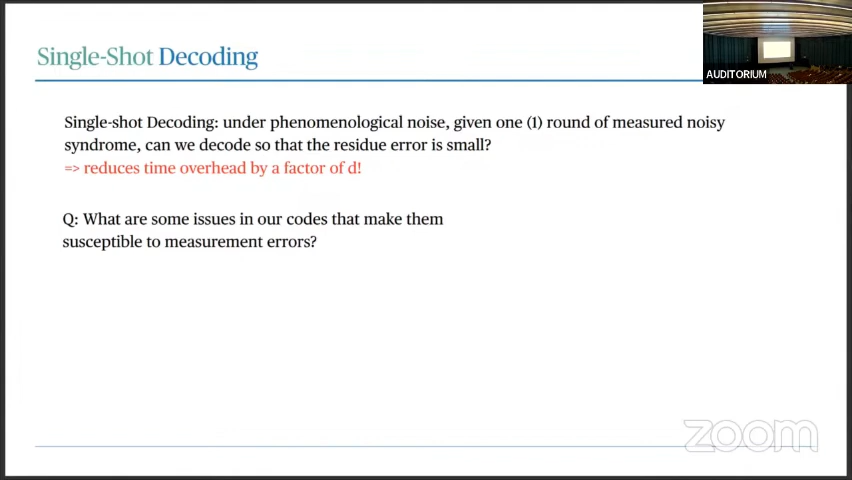 Single-Shot Decoding
AUDITORIUM
Single-shot Decoding: under phenomenological noise, given one (1) round of measured noisy
syndrome, can we decode so that the residue error is small?
=> reduces time overhead by a factor of d!
Q: What are some issues in our codes that make them
susceptible to measurement errors?
zoom